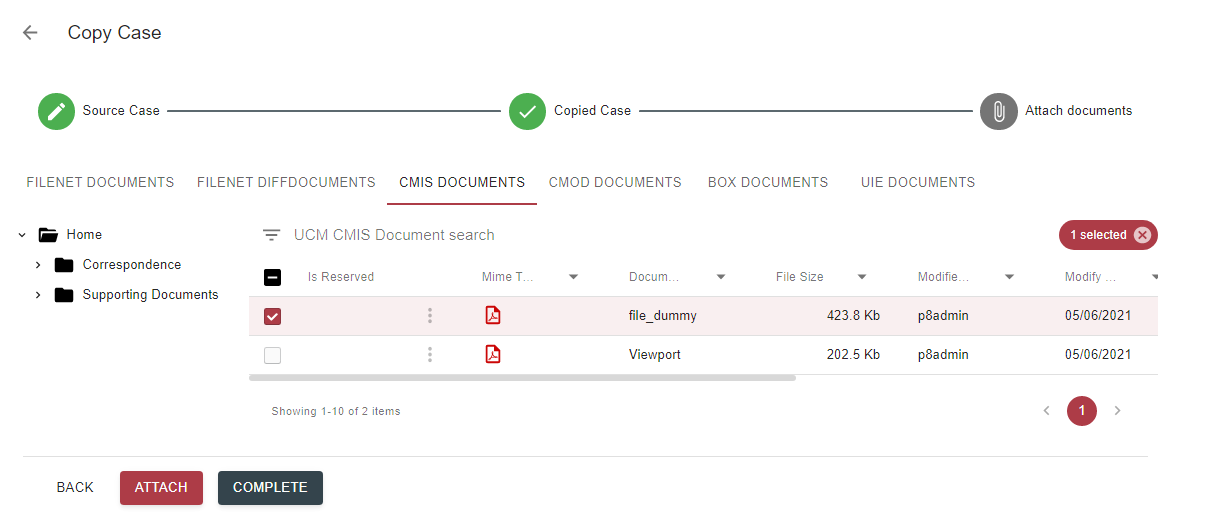 Copy Case
Source Case Copied Case Attach documents
FILENET DOCUMENTS FILENET DIFFDOCUMENTS CMIS DOCUMENTS CMOD DOCUMENTS BOX DOCUMENTS UIE DOCUMENTS
Home
Correspondence
Supporting Documents
UCM CMIS Document search
1 selected
Is Reserved Mime T... Docum... File Size Modifie... Modify ...
file_dummy 423.8 Kb p8admin 05/06/2021
Viewport 202.5 Kb p8admin 05/06/2021
Showing 1-10 of 2 items
1
BACK ATTACH COMPLETE